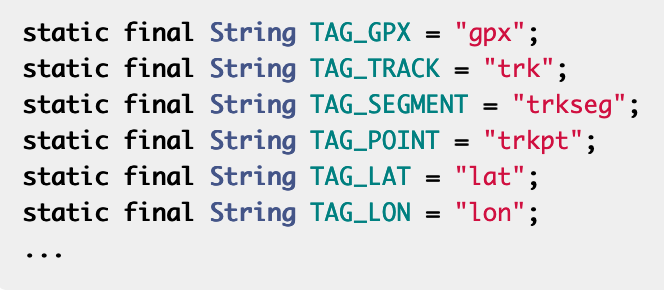 static final String TAG_GPX = "gpx";
static final String TAG_TRACK = "trk";
static final String TAG_SEGMENT = "trkseg";
static final String TAG_POINT = "trkpt";
static final String TAG_LAT = "lat";
static final String TAG_LON = "lon";
...